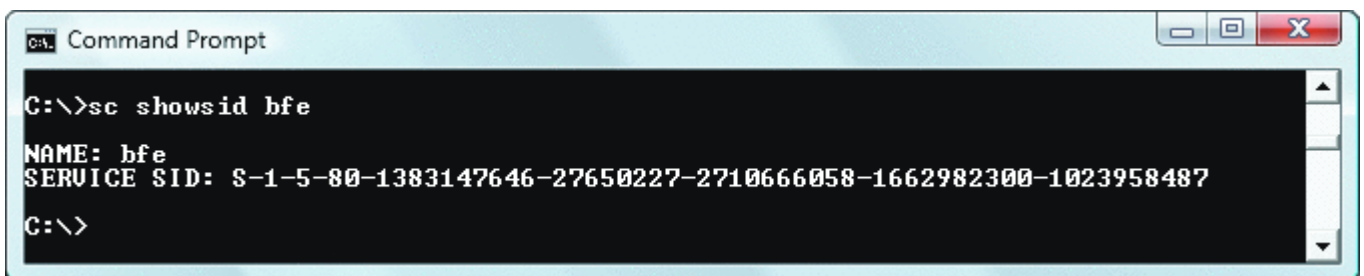 C:\. Command Prompt
C:\>sc showsid bfe
NAME: bfe
SERVICE SID: S-1-5-80-1383147646-27650227-2710666058-1662982300-1023958487
C:\>